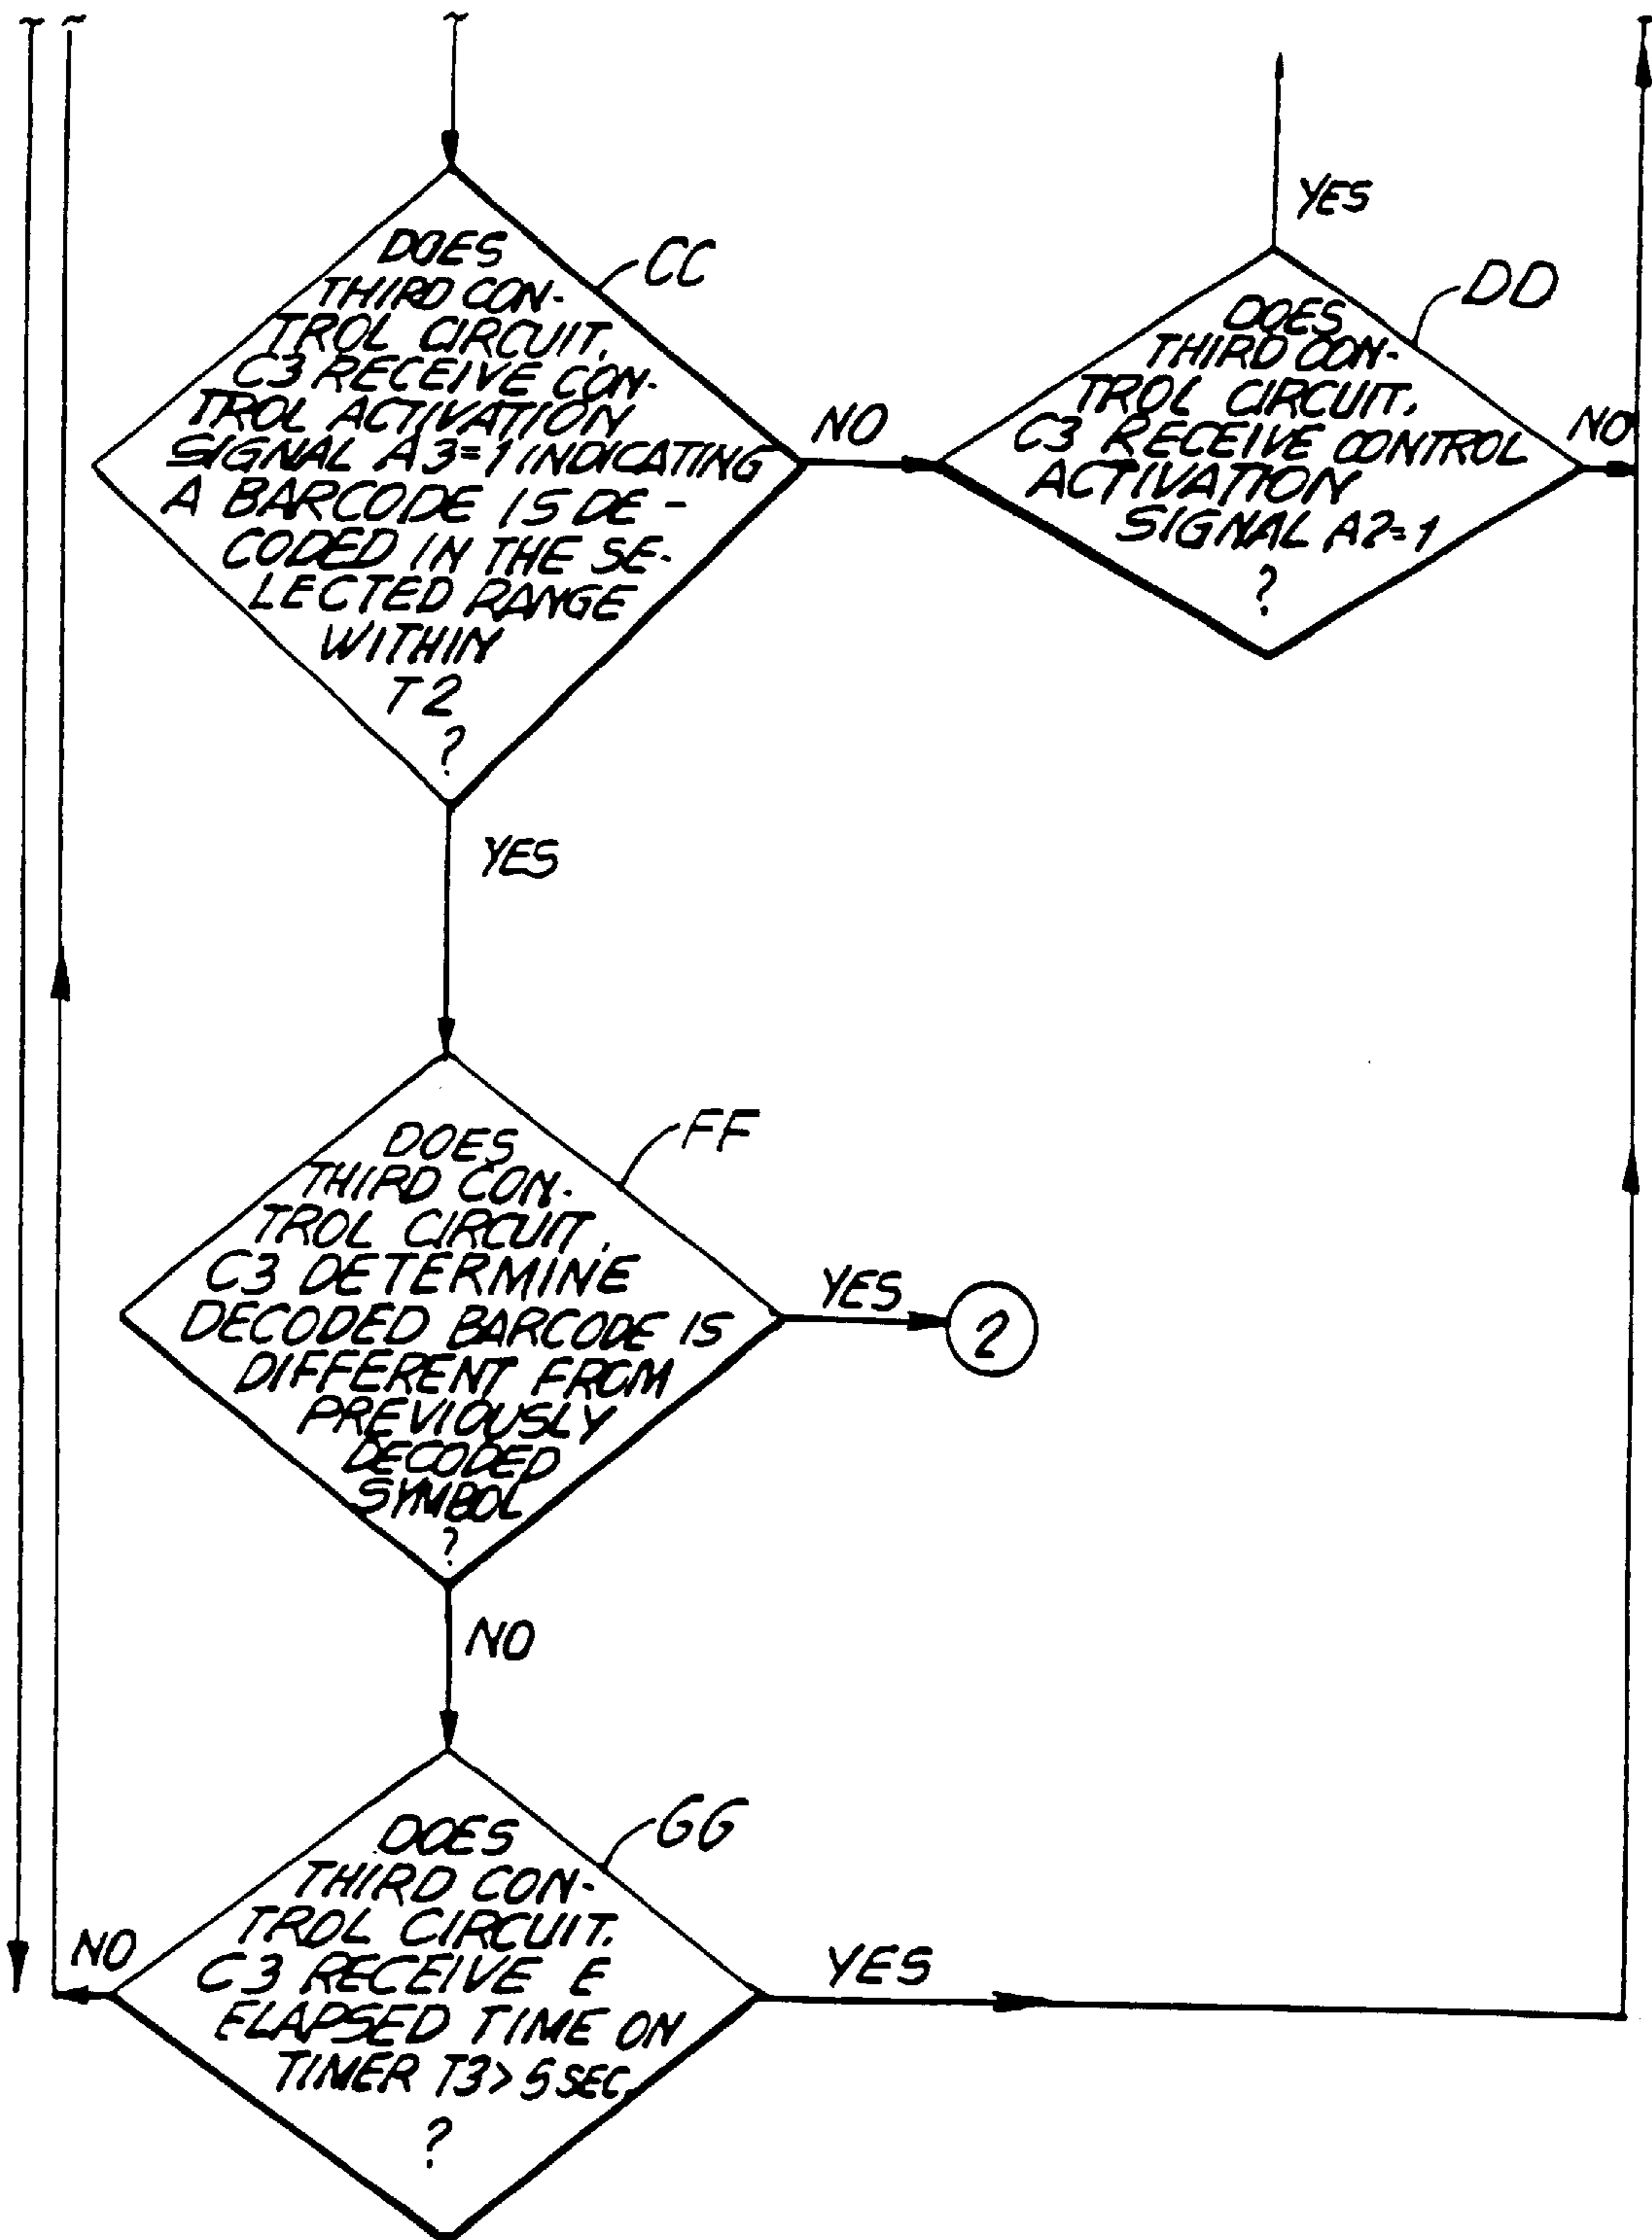 DOES
THIRD CON-
TROL CIRCUIT,
C3 RECEIVE CON-
TROL ACTIVATION
SIGNAL A3=1 INDICATING
A BARCODE IS DE-
CODED IN THE SE-
LECTED RANGE
WITHIN
T2
?
CC
NO
YES
DOES
THIRD CON-
TROL CIRCUIT,
C3 RECEIVE CONTROL
ACTIVATION
SIGNAL A2=1
?
DD
YES
NO
DOES
THIRD CON-
TROL CIRCUIT,
C3 DETERMINE
DECODED BARCODE IS
DIFFERENT FROM
PREVIOUSLY
DECODED
SYMBOL
?
FF
YES
2
NO
DOES
THIRD CON-
TROL CIRCUIT,
C3 RECEIVE E
ELAPSED TIME ON
TIMER T3>5 SEC,
?
GG
NO
YES